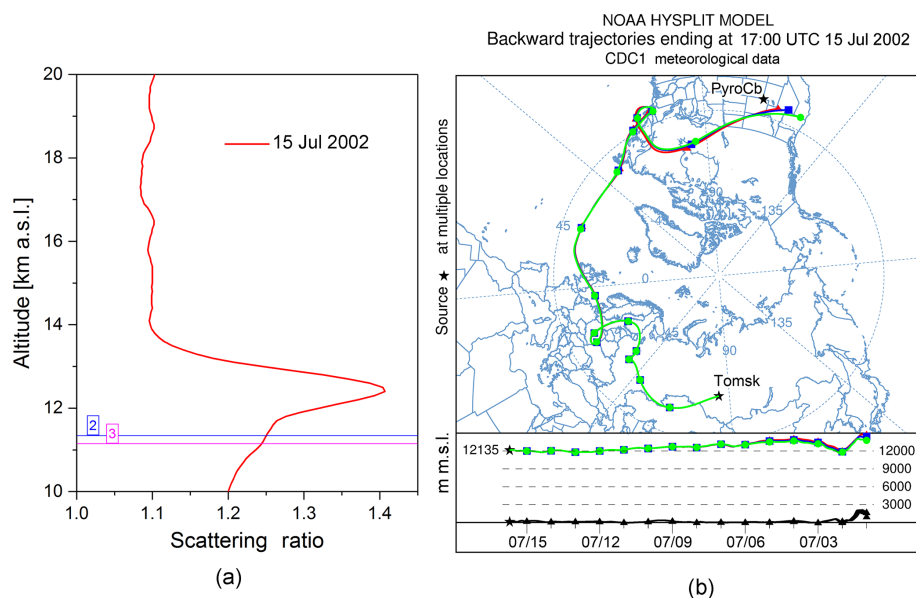 20
18
16
14
12
10
Altitude [km a.s.l.]
15 Jul 2002
2
3
1.0
1.1
1.2
1.3
1.4
Scattering ratio
(a)
NOAA HYSPLIT MODEL
Backward trajectories ending at 17:00 UTC 15 Jul 2002
CDC1 meteorological data
Source ★ at multiple locations
PyroCb
90
135
45
0
45
135
90
Tomsk
m m.s.l.
12135
12000
9000
6000
3000
07/15
07/12
07/09
07/06
07/03
(b)